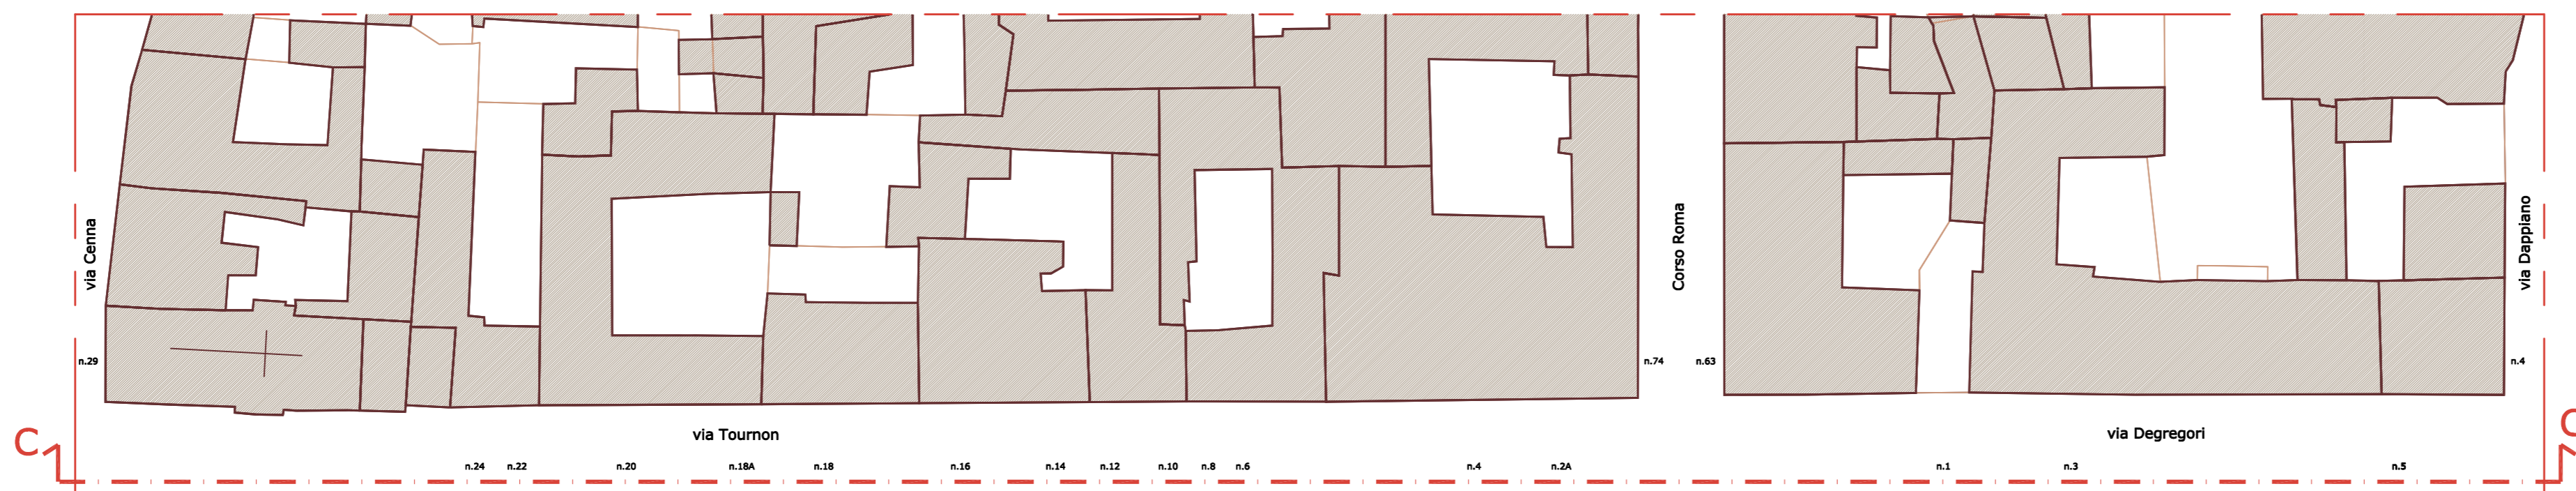 via Cenna
Corso Roma
via Dappiano
n.29
n.74
n.63
n.4
via Tournon
via Degregori
C
C
n.24
n.22
n.20
n.18A
n.18
n.16
n.14
n.12
n.10
n.8
n.6
n.4
n.2A
n.1
n.3
n.5